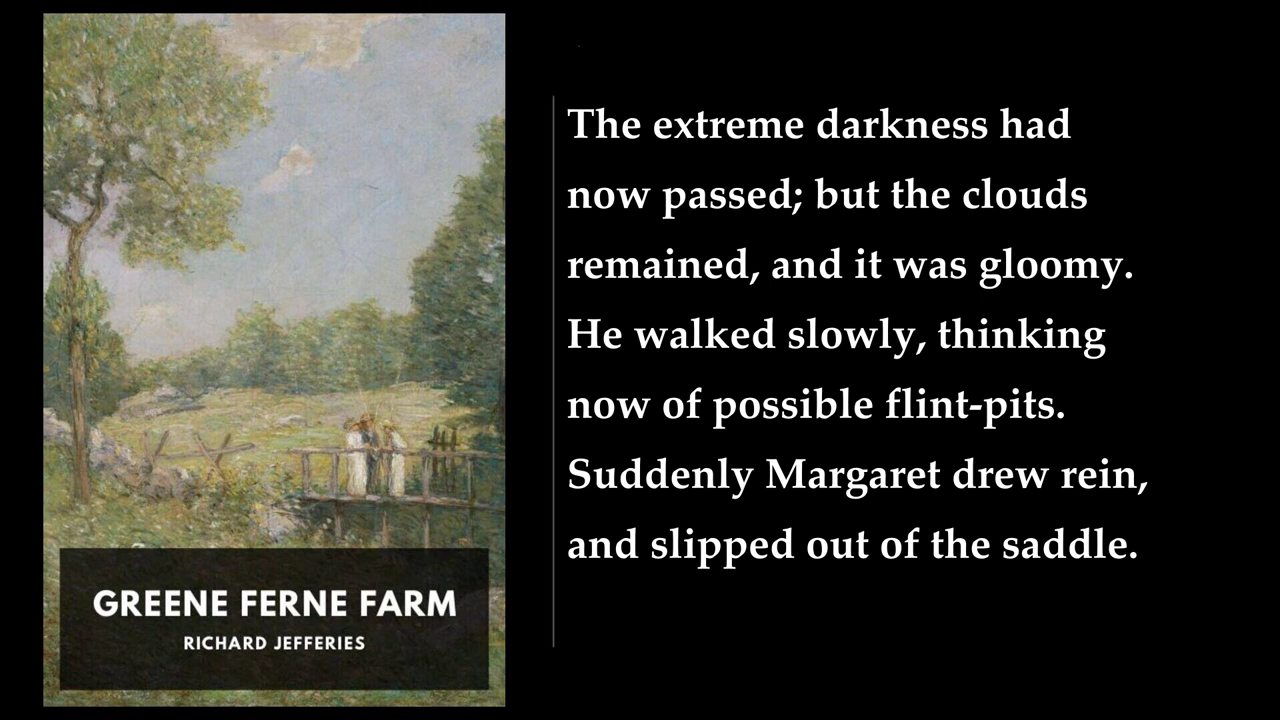 GREENE FERNE FARM
RICHARD JEFFERIES
The extreme darkness had
now passed; but the clouds
remained, and it was gloomy.
He walked slowly, thinking
now of possible flint-pits.
Suddenly Margaret drew rein,
and slipped out of the saddle.